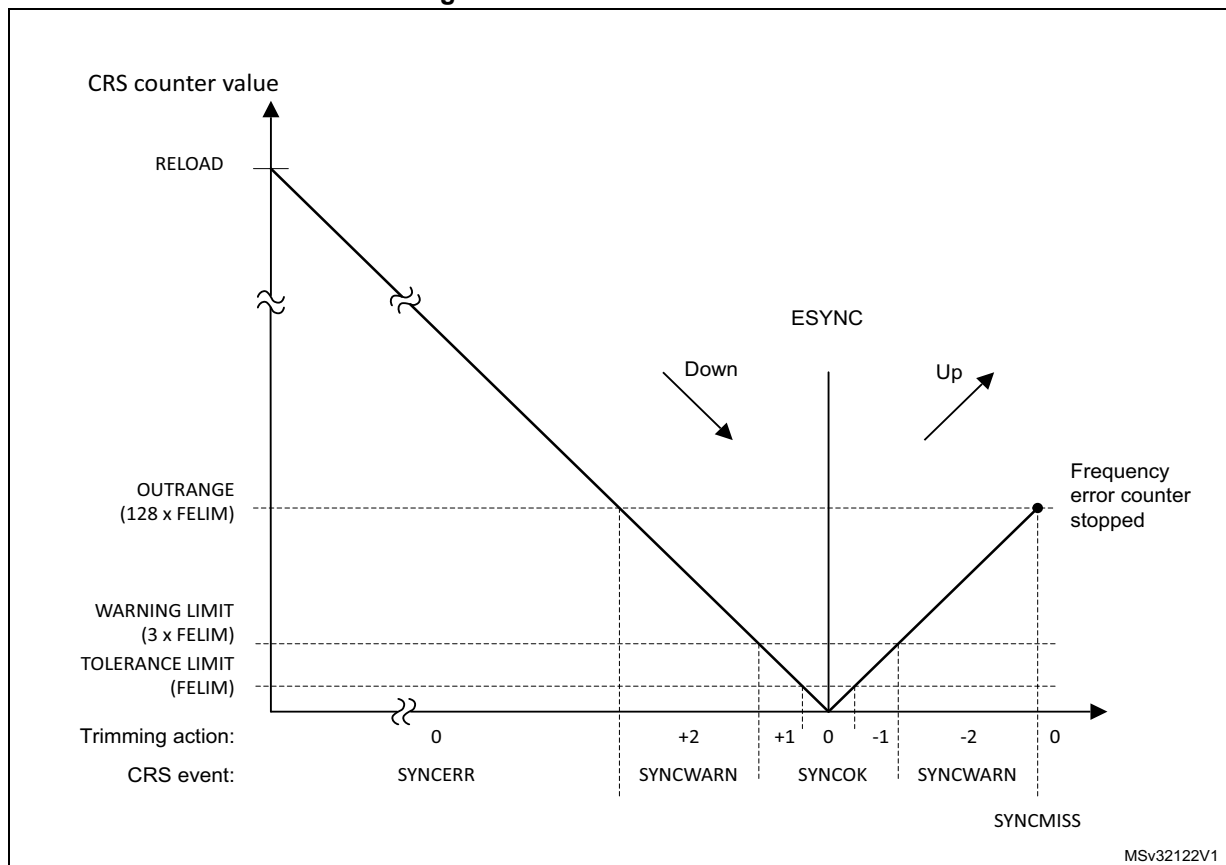 CRS counter value
RELOAD
ESYNC
Down
Up
Frequency
error counter
stopped
OUTRANGE
(128 x FELIM)
WARNING LIMIT
(3 x FELIM)
TOLERANCE LIMIT
(FELIM)
Trimming action: 0 +2 +1 0 -1 -2 0
CRS event: SYNCERR SYNCWARN SYNCOK SYNCWARN
SYNCMISS
MSv32122V1